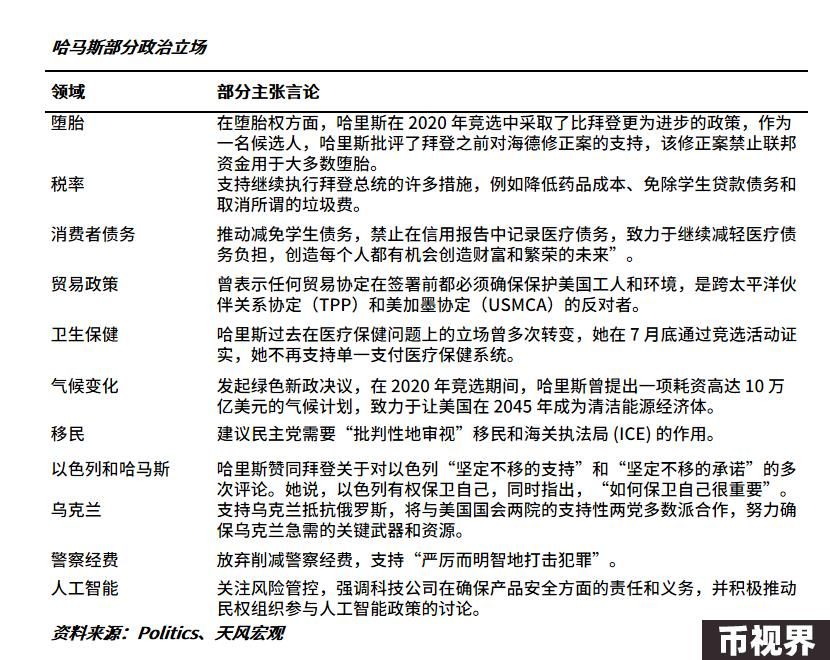 哈马斯部分政治立场
领域 部分主张言论
堕胎 在堕胎权方面，哈里斯在 2020 年竞选中采取了比拜登更为进步的政策，作为
一名候选人，哈里斯批评了拜登之前对海德修正案的支持，该修正案禁止联邦
资金用于大多数堕胎。
税率 支持继续执行拜登总统的许多措施，例如降低药品成本、免除学生贷款债务和
取消所谓的垃圾费。
消费者债务 推动减免学生债务，禁止在信用报告中记录医疗债务，致力于继续减轻医疗债
务负担，创造每个人都有机会创造财富和繁荣的未来”。
贸易政策 曾表示任何贸易协定在签署前都必须确保保护美国工人和环境，是跨太平洋伙
伴关系协定（TPP）和美加墨协定（USMCA）的反对者。
卫生保健 哈里斯过去在医疗保健问题上的立场曾多次转变，她在 7 月底通过竞选活动证
实，她不再支持单一支付医疗保健系统。
气候变化 发起绿色新政决议，在 2020 年竞选期间，哈里斯曾提出一项耗资高达 10 万
亿美元的气候计划，致力于让美国在 2045 年成为清洁能源经济体。
移民 建议民主党需要“批判性地审视”移民和海关执法局 (ICE) 的作用。
以色列和哈马斯 哈里斯赞同拜登关于对以色列“坚定不移的支持”和“坚定不移的承诺”的多
次评论。她说，以色列有权保卫自己，同时指出，“如何保卫自己很重要”。
乌克兰 支持乌克兰抵抗俄罗斯，将与美国国会两院的支持性两党多数派合作，努力确
保乌克兰急需的关键武器和资源。
警察经费 放弃削减警察经费，支持“严厉而明智地打击犯罪”。
人工智能 关注风险管控，强调科技公司在确保产品安全方面的责任和义务，并积极推动
民权组织参与人工智能政策的讨论。
资料来源：Politics、天风宏观
币视界